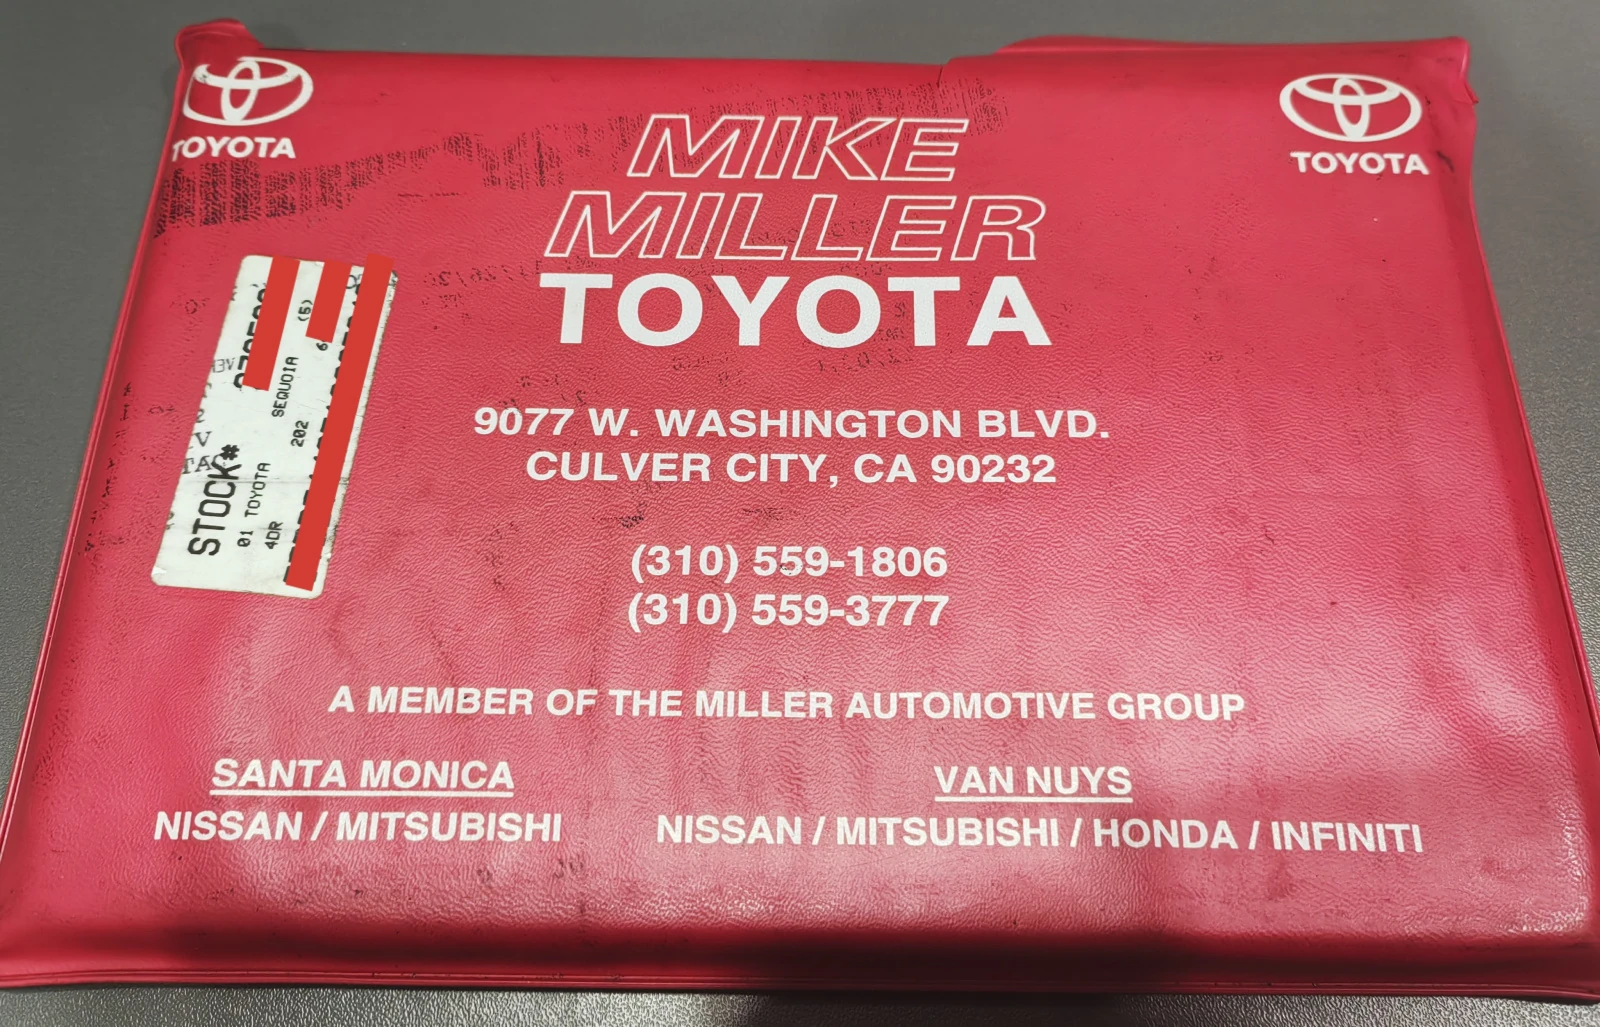 TOYOTA
TOYOTA
MIKE
MILLER
TOYOTA
9077 W. WASHINGTON BLVD.
CULVER CITY, CA 90232
(310) 559-1806
(310) 559-3777
A MEMBER OF THE MILLER AUTOMOTIVE GROUP
SANTA MONICA
NISSAN / MITSUBISHI
VAN NUYS
NISSAN / MITSUBISHI / HONDA / INFINITI
STOCK#
01 TOYOTA SEQUOIA (6)
4DR 202 6